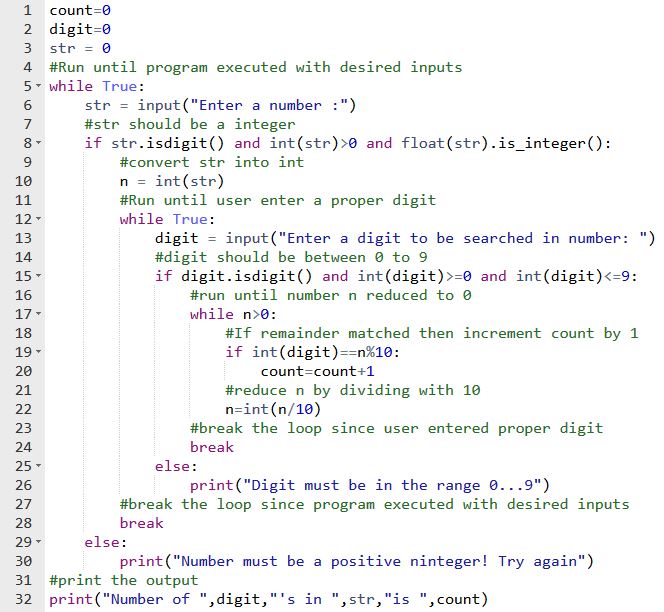 1 count=0
2 digit=0
3 str = 0
4 #Run until program executed with desired inputs
5 while True:
6     str = input("Enter a number :")
7     #str should be a integer
8     if str.isdigit() and int(str)>0 and float(str).is_integer():
9         #convert str into int
10         n = int(str)
11         #Run until user enter a proper digit
12         while True:
13             digit = input("Enter a digit to be searched in number: ")
14             #digit should be between 0 to 9
15             if digit.isdigit() and int(digit)>=0 and int(digit)<=9:
16                 #run until number n reduced to 0
17                 while n>0:
18                     #If remainder matched then increment count by 1
19                     if int(digit)==n%10:
20                         count=count+1
21                     #reduce n by dividing with 10
22                     n=int(n/10)
23                 #break the loop since user entered proper digit
24                 break
25             else:
26                 print("Digit must be in the range 0...9")
27         #break the loop since program executed with desired inputs
28         break
29     else:
30         print("Number must be a positive ninteger! Try again")
31 #print the output
32 print("Number of ",digit,"'s in ",str,"is ",count)